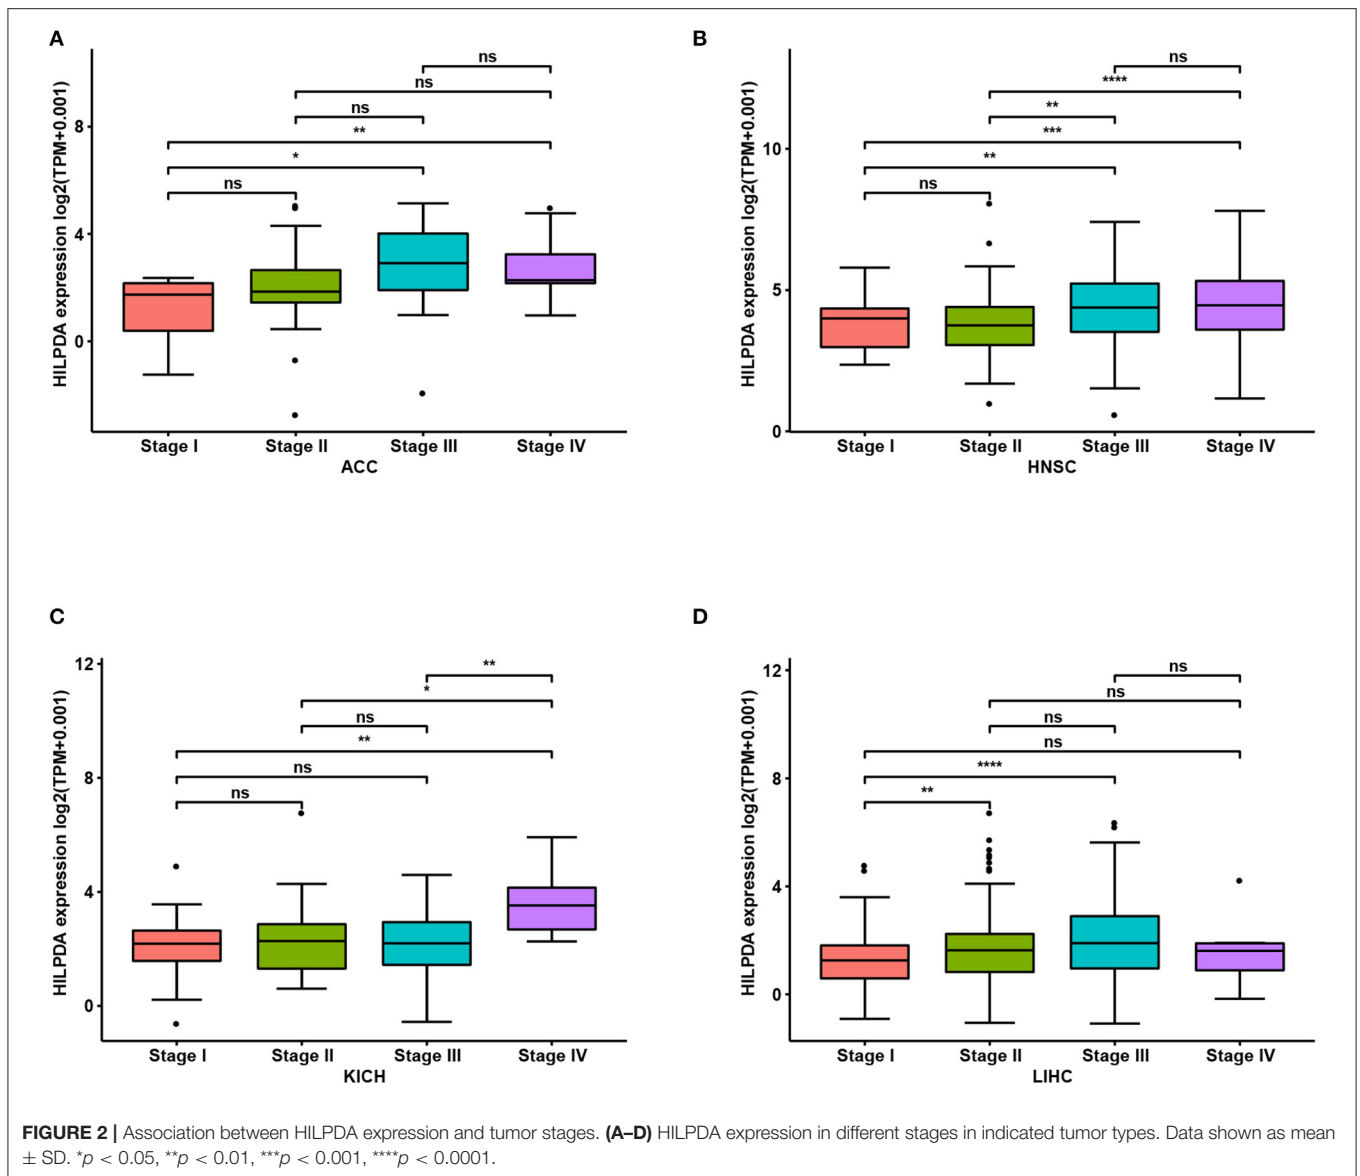 A
HILPDA expression log2(TPM+0.001)
8
4
0
ns
ns
ns
**
*
ns
Stage I Stage II Stage III Stage IV
ACC
B
HILPDA expression log2(TPM+0.001)
10
5
0
ns
****
**
***
**
ns
Stage I Stage II Stage III Stage IV
HNSC
C
HILPDA expression log2(TPM+0.001)
12
8
4
0
**
*
ns
**
ns
ns
Stage I Stage II Stage III Stage IV
KICH
D
HILPDA expression log2(TPM+0.001)
12
8
4
0
ns
ns
ns
ns
****
**
Stage I Stage II Stage III Stage IV
LIHC
FIGURE 2 | Association between HILPDA expression and tumor stages. (A–D) HILPDA expression in different stages in indicated tumor types. Data shown as mean
± SD. *p < 0.05, **p < 0.01, ***p < 0.001, ****p < 0.0001.